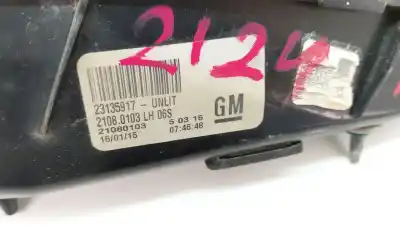 2124
23135917 - UNLIT
2108.0103 LH 06S
21080103 5 03 15
16/01/15 07:46:46
GM